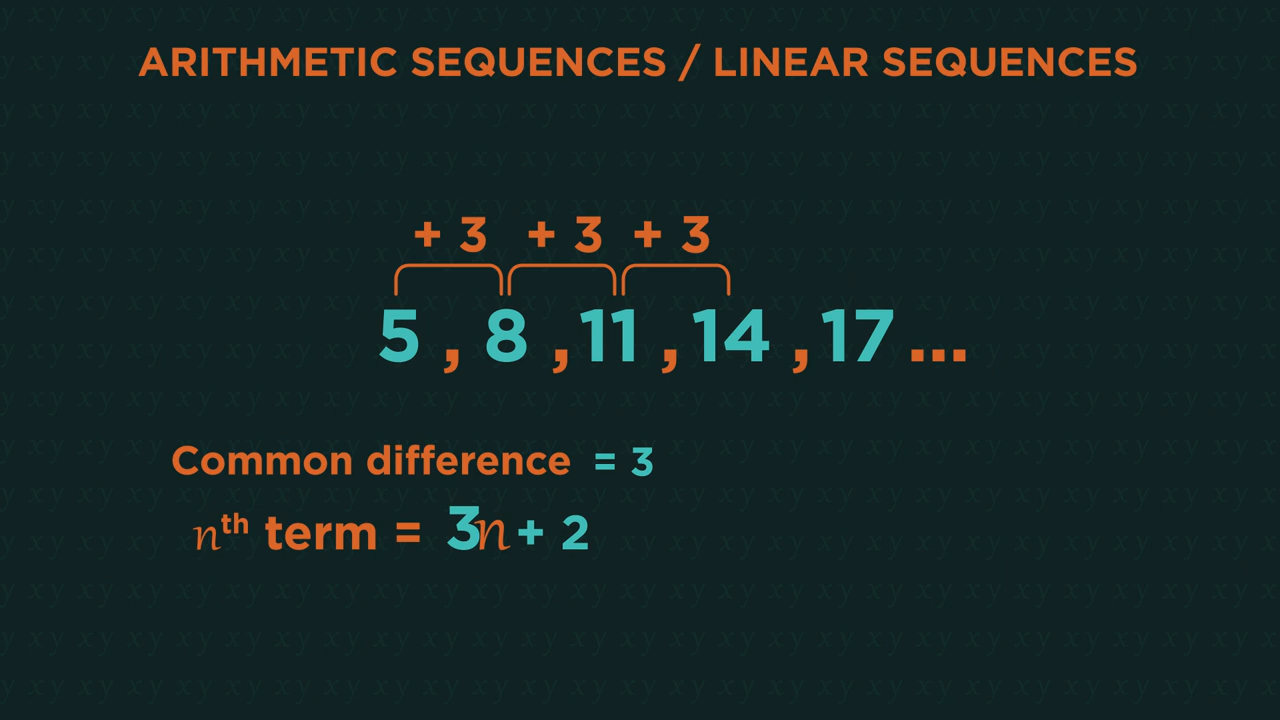 ARITHMETIC SEQUENCES / LINEAR SEQUENCES
+ 3 + 3 + 3
5 , 8 , 11 , 14 , 17 ...
Common difference = 3
nth term = 3n + 2